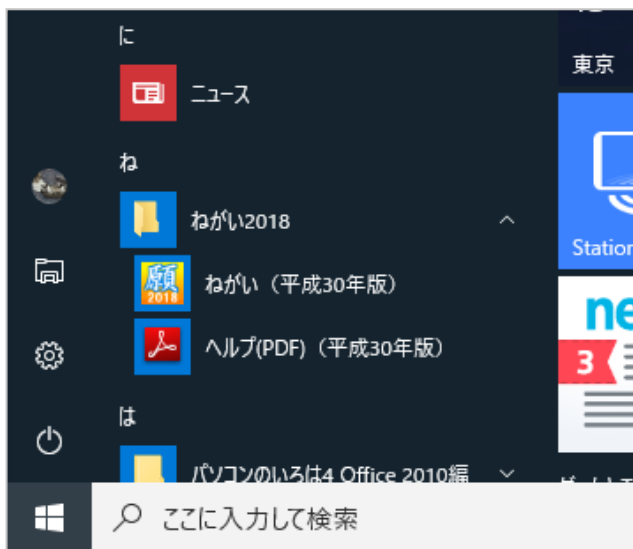 に
ニュース
ね
ねがい2018
願
2018
ねがい（平成30年版）
ヘルプ(PDF)（平成30年版）
は
パソコンのいろは4 Office 2010編
ここに入力して検索
東京
Station
ne
3